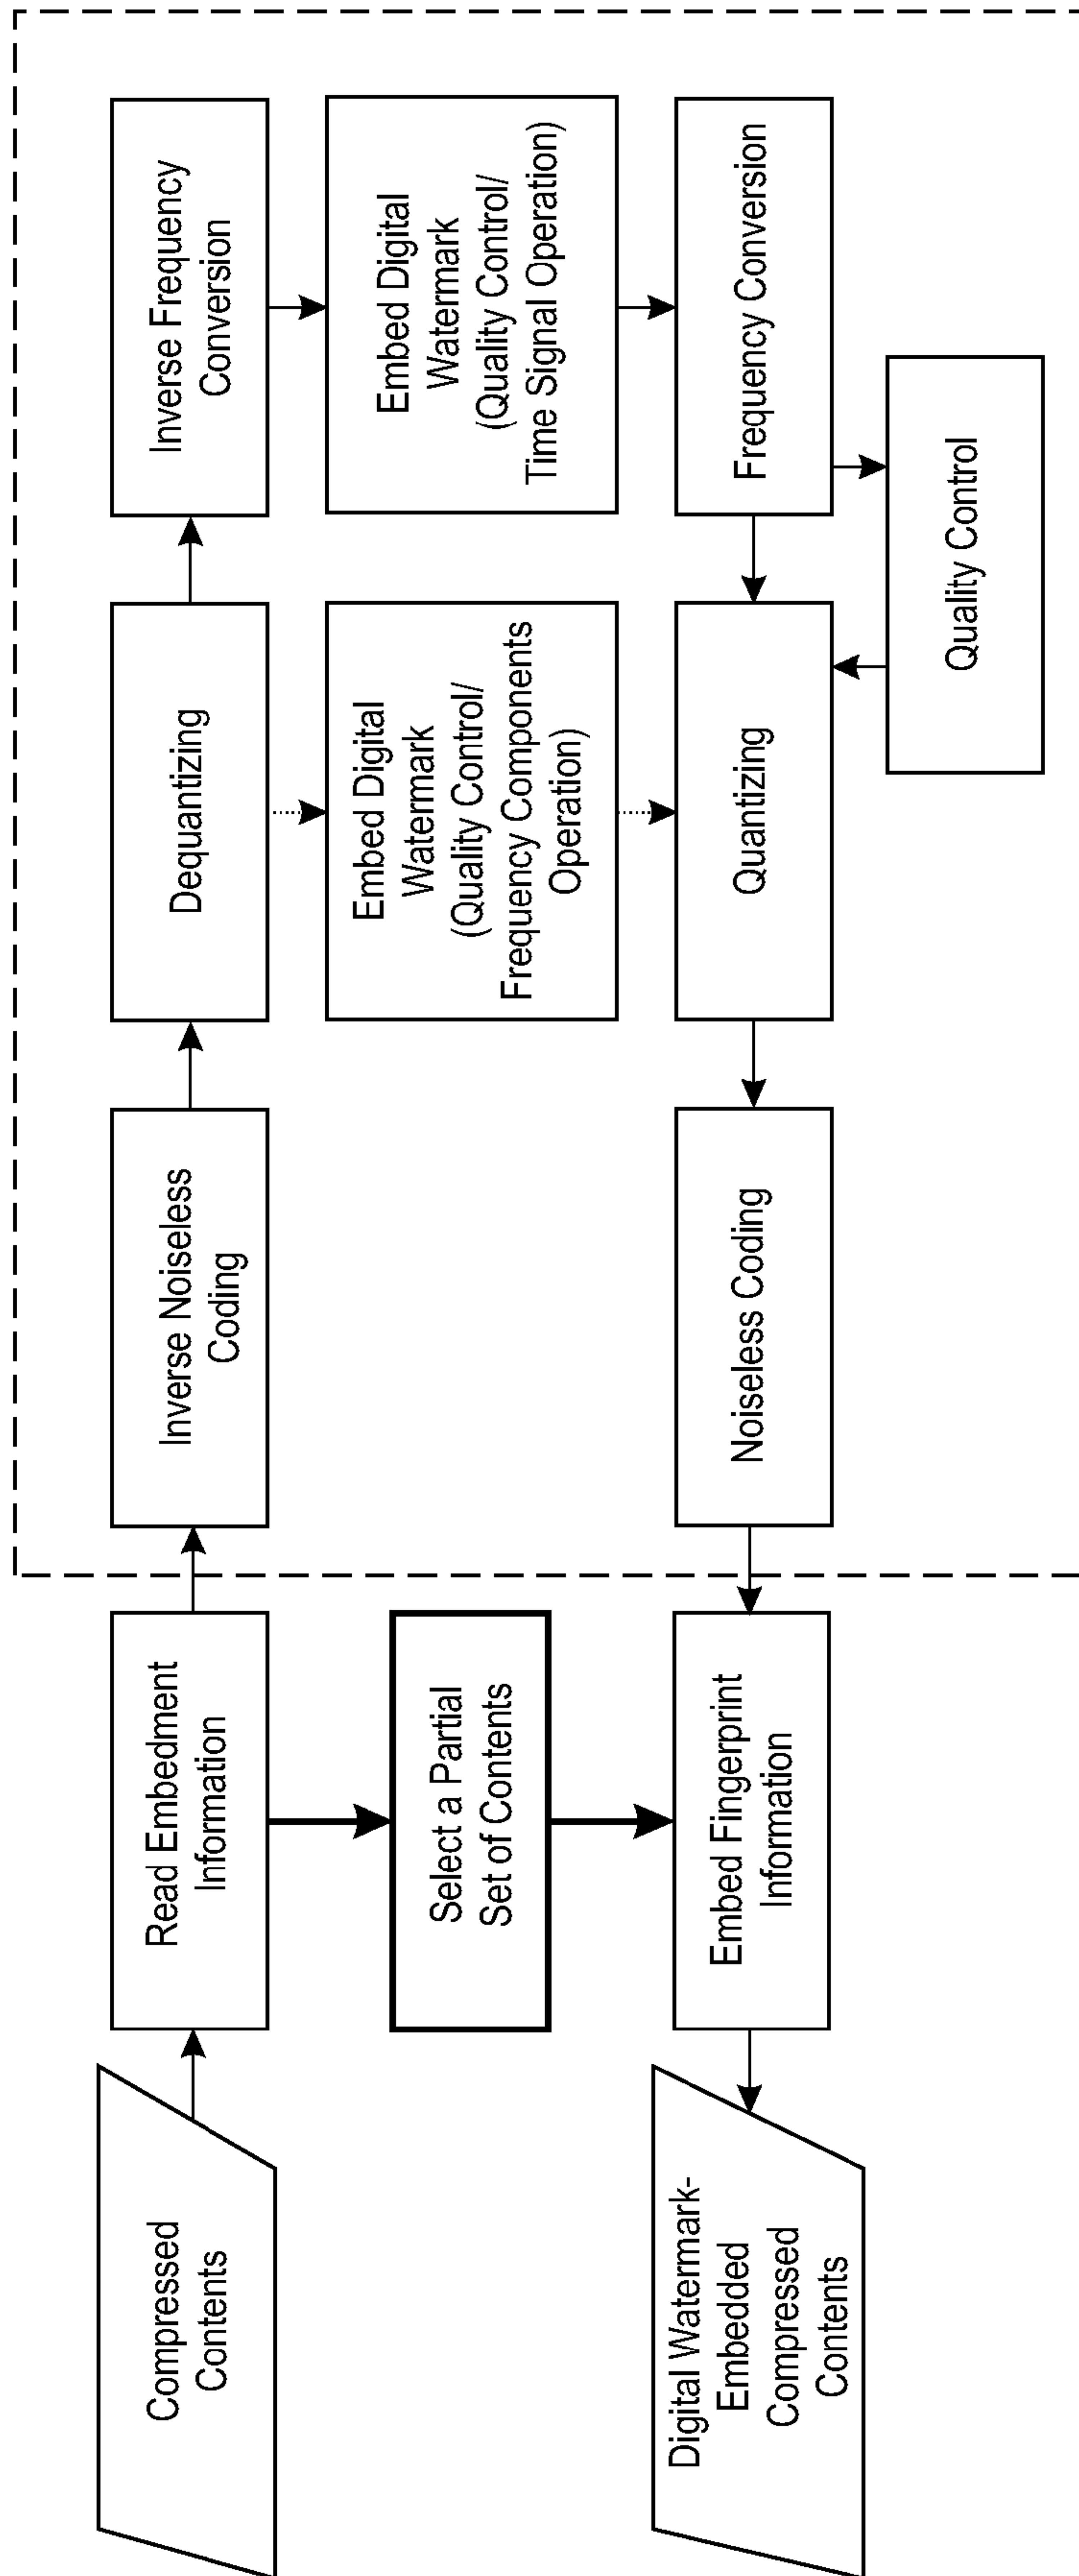 Compressed
Contents
Read Embedment
Information
Inverse Noiseless
Coding
Dequantizing
Inverse Frequency
Conversion
Select a Partial
Set of Contents
Embed Digital
Watermark
(Quality Control/
Frequency Components
Operation)
Embed Digital
Watermark
(Quality Control/
Time Signal Operation)
Digital Watermark-
Embedded
Compressed
Contents
Embed Fingerprint
Information
Noiseless Coding
Quantizing
Frequency Conversion
Quality Control